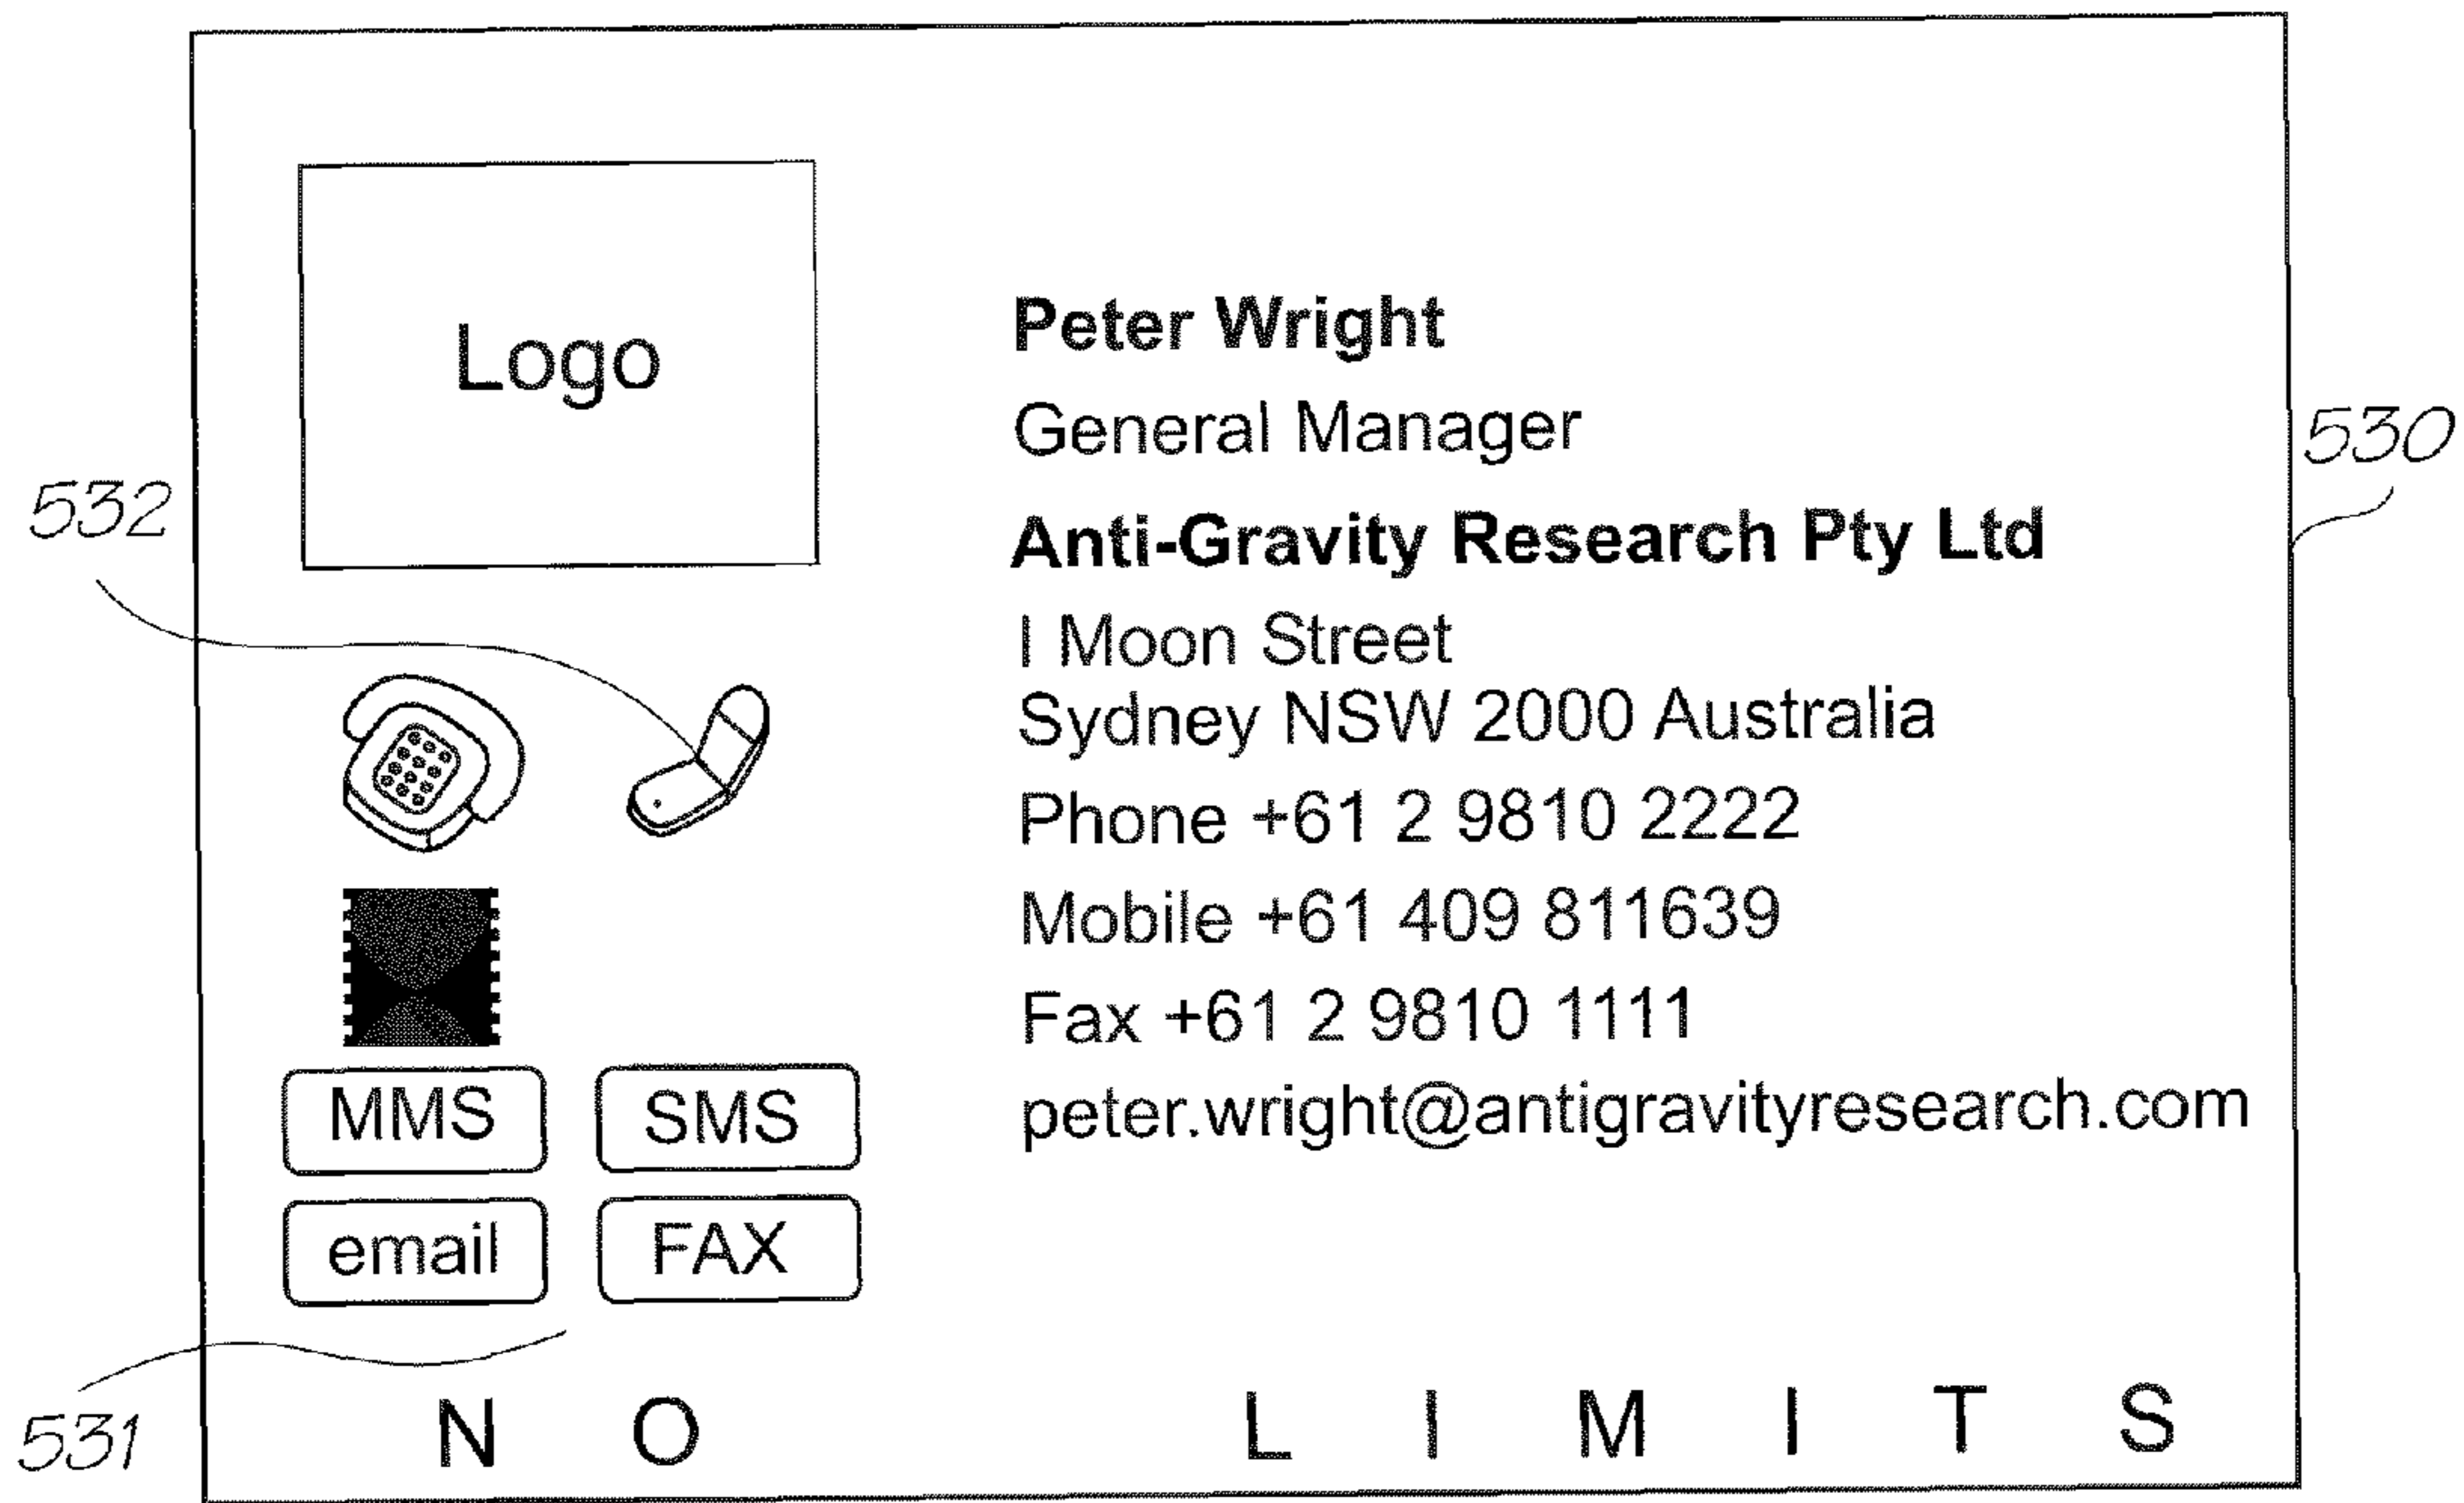 Logo
Peter Wright
General Manager
Anti-Gravity Research Pty Ltd
I Moon Street
Sydney NSW 2000 Australia
Phone +61 2 9810 2222
Mobile +61 409 811639
Fax +61 2 9810 1111
peter.wright@antigravityresearch.com
MMS SMS
email FAX
NO LIMITS
532
530
531